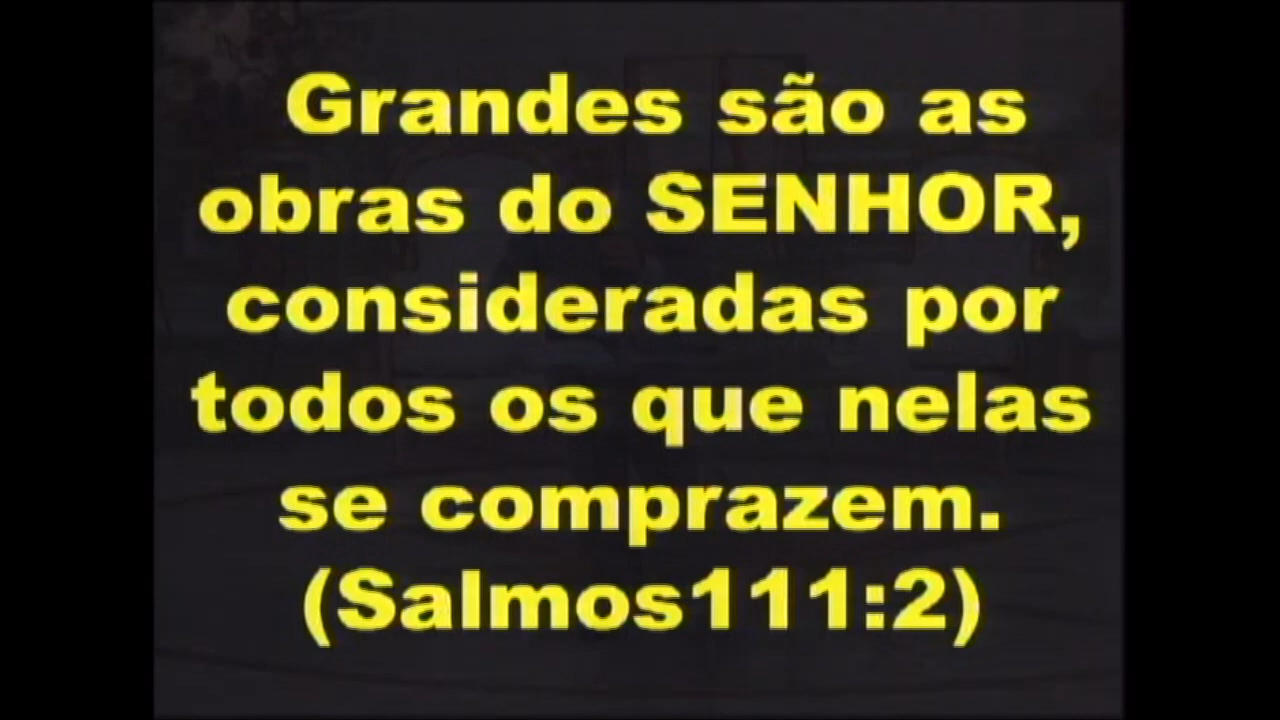 Grandes são as
obras do SENHOR,
consideradas por
todos os que nelas
se comprazem.
(Salmos111:2)